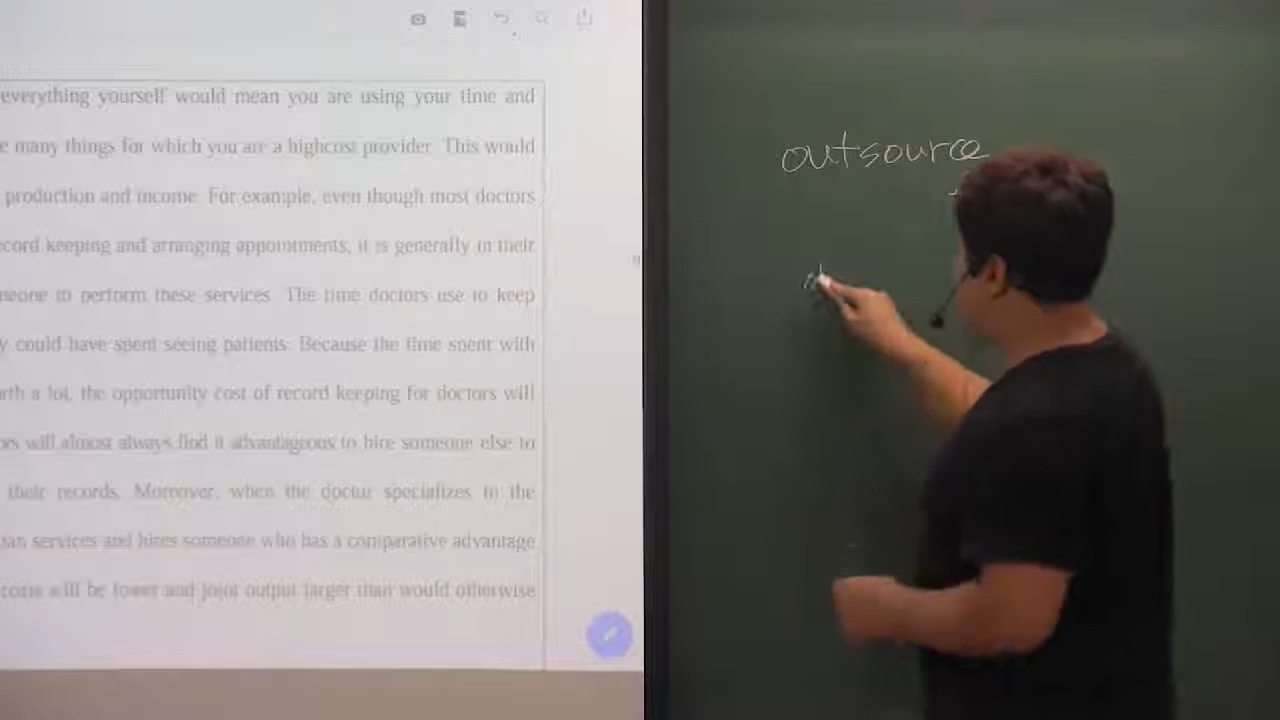 everything yourself would mean you are using your time and
many things for which you are a highcost provider. This would
production and income. For example, even though most doctors
record keeping and arranging appointments, it is generally in their
someone to perform these services. The time doctors use to keep
could have spent seeing patients. Because the time spent with
a lot, the opportunity cost of record keeping for doctors will
will almost always find it advantageous to hire someone else to
their records. Moreover, when the doctor specializes in the
services and hires someone who has a comparative advantage
costs will be lower and joint output larger than would otherwise
outsource